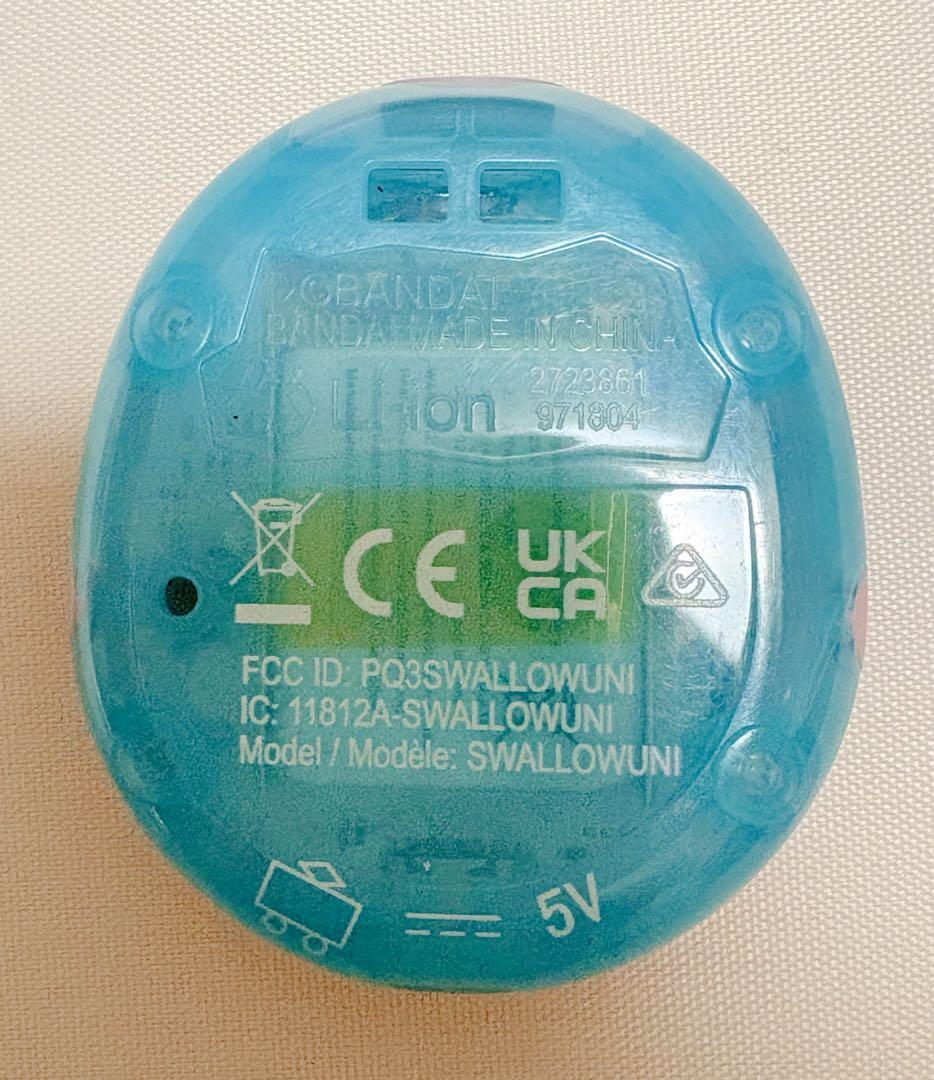 ©BANDAI
BANDAI MADE IN CHINA
2723861
Li-ion 971804
CE UK
CA
FCC ID: PQ3SWALLOWUNI
IC: 11812A-SWALLOWUNI
Model / Modèle: SWALLOWUNI
5V